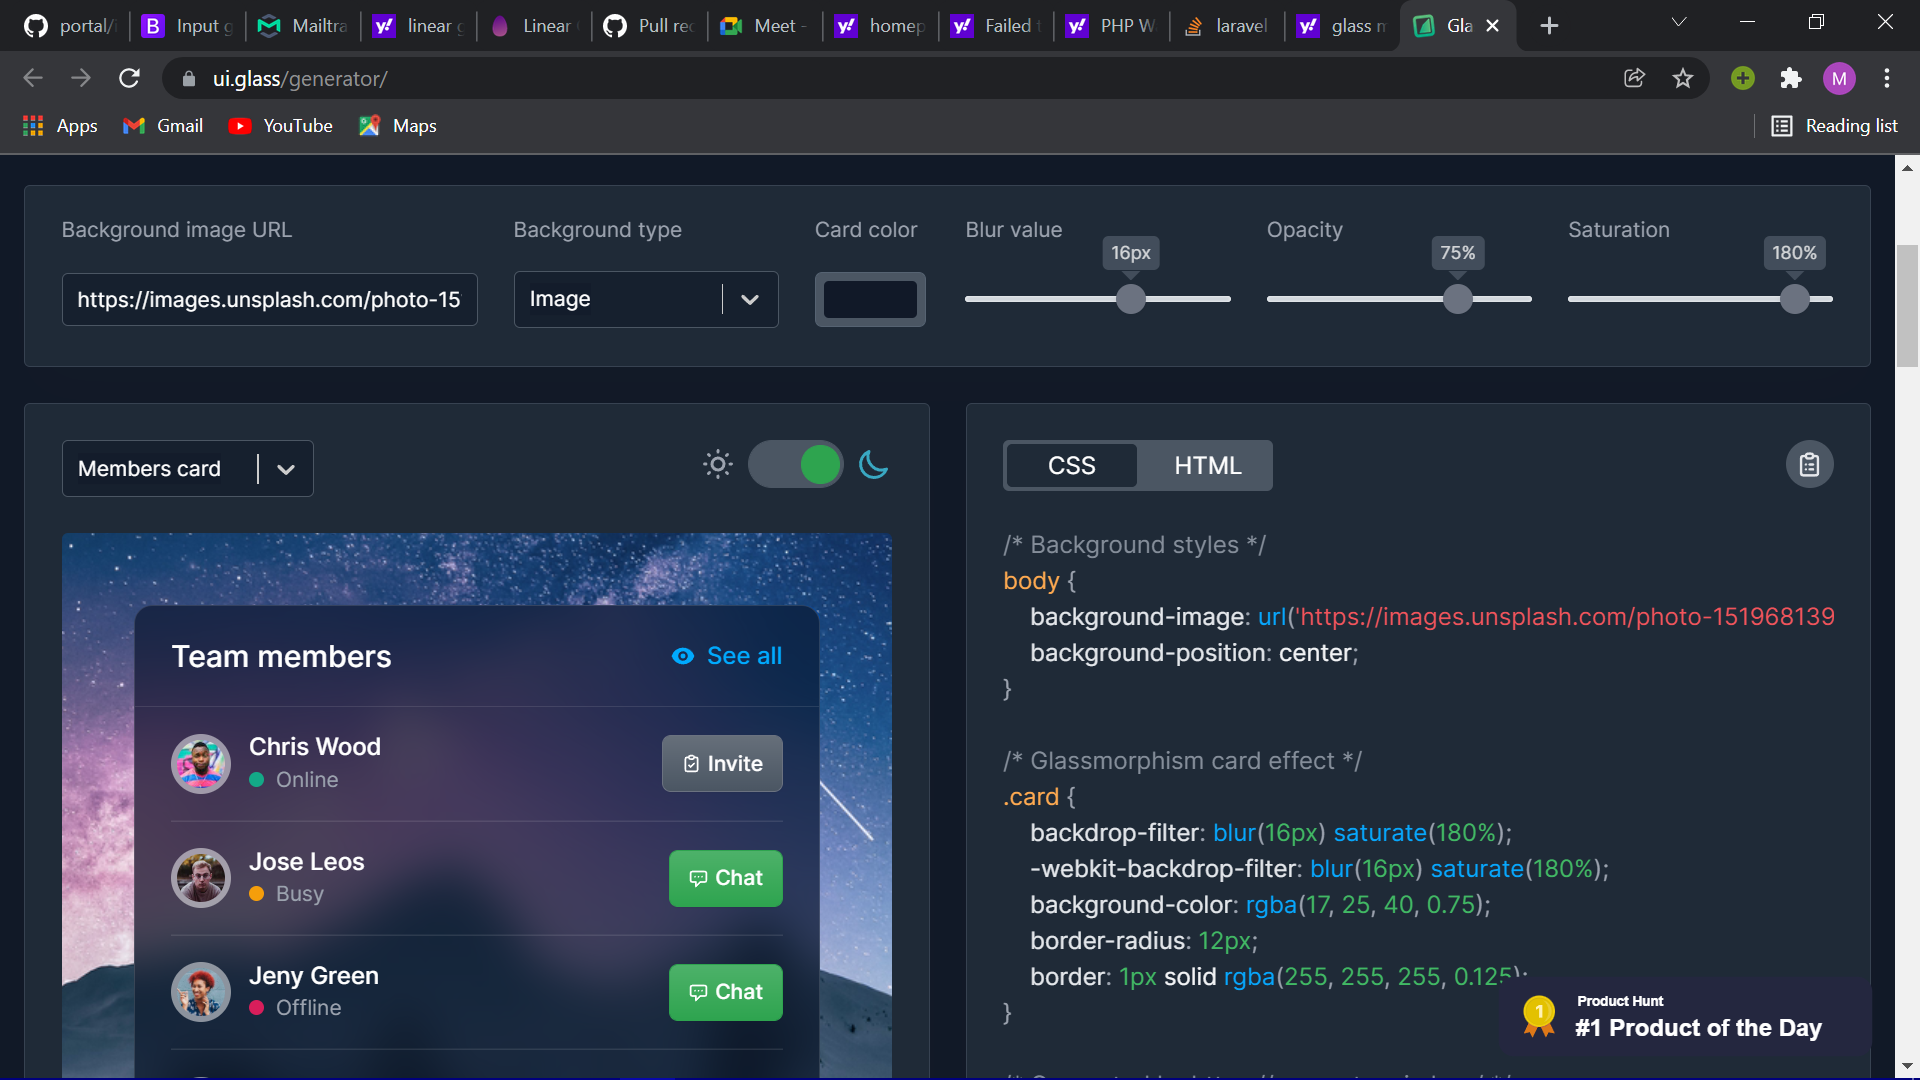 portal/
Input g
Mailtra
linear g
Linear
Pull rec
Meet -
homep
Failed t
PHP W
laravel
glass m
Gla
ui.glass/generator/
M
Apps
Gmail
YouTube
Maps
Reading list
Background image URL
Background type
Card color
Blur value
Opacity
Saturation
16px
75%
180%
https://images.unsplash.com/photo-15
Image
Members card
CSS
HTML
Team members
See all
Chris Wood
Online
Invite
Jose Leos
Busy
Chat
Jeny Green
Offline
Chat
/* Background styles */
body {
background-image: url('https://images.unsplash.com/photo-151968139
background-position: center;
}
/* Glassmorphism card effect */
.card {
backdrop-filter: blur(16px) saturate(180%);
-webkit-backdrop-filter: blur(16px) saturate(180%);
background-color: rgba(17, 25, 40, 0.75);
border-radius: 12px;
border: 1px solid rgba(255, 255, 255, 0.125);
}
1
Product Hunt
#1 Product of the Day